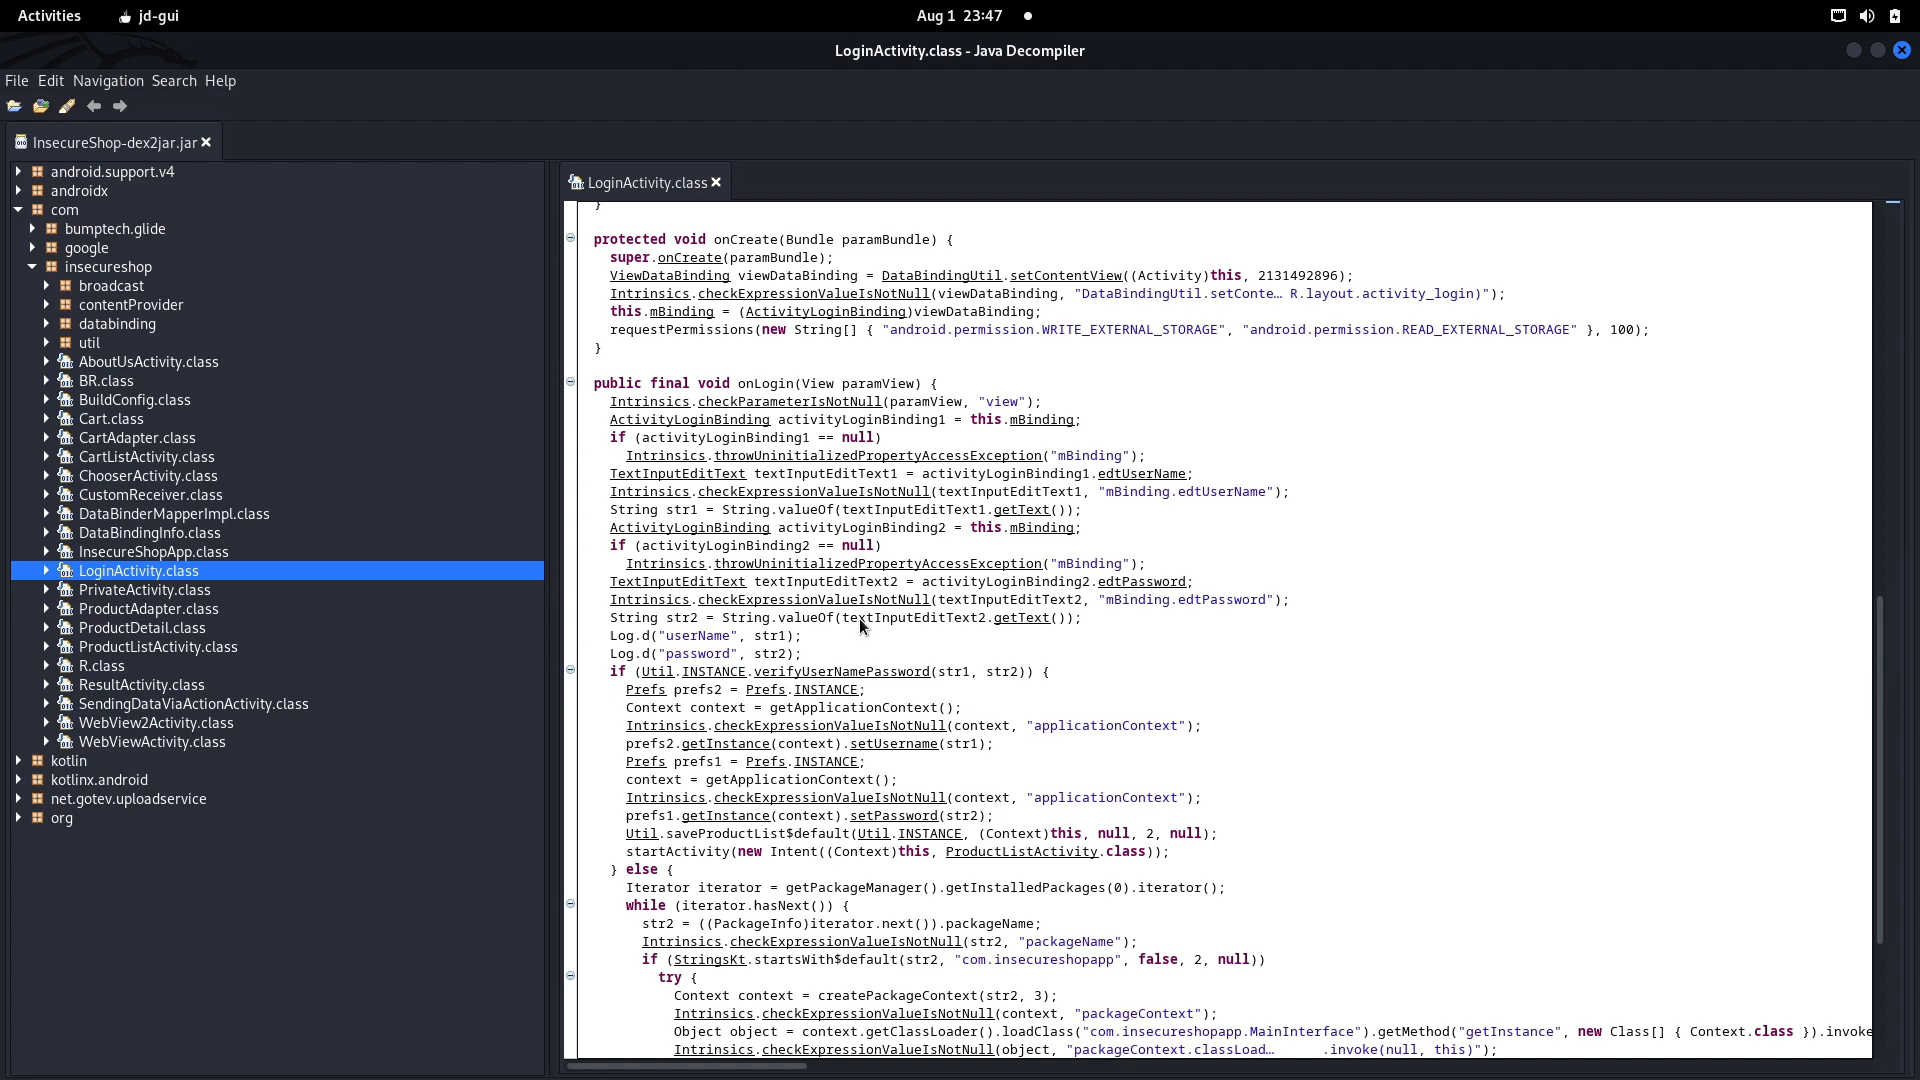 Activities
jd-gui
Aug 1 23:47
LoginActivity.class - Java Decompiler
File Edit Navigation Search Help
InsecureShop-dex2jar.jar
android.support.v4
androidx
com
bumptech.glide
google
insecureshop
broadcast
contentProvider
databinding
util
AboutUsActivity.class
BR.class
BuildConfig.class
Cart.class
CartAdapter.class
CartListActivity.class
ChooserActivity.class
CustomReceiver.class
DataBinderMapperImpl.class
DataBindingInfo.class
InsecureShopApp.class
LoginActivity.class
PrivateActivity.class
ProductAdapter.class
ProductDetail.class
ProductListActivity.class
R.class
ResultActivity.class
SendingDataViaActionActivity.class
WebView2Activity.class
WebViewActivity.class
kotlin
kotlinx.android
net.gotev.uploadservice
org
LoginActivity.class
}
protected void onCreate(Bundle paramBundle) {
super.onCreate(paramBundle);
ViewDataBinding viewDataBinding = DataBindingUtil.setContentView((Activity)this, 2131492896);
Intrinsics.checkExpressionValueIsNotNull(viewDataBinding, "DataBindingUtil.setConte… R.layout.activity_login)");
this.mBinding = (ActivityLoginBinding)viewDataBinding;
requestPermissions(new String[] { "android.permission.WRITE_EXTERNAL_STORAGE", "android.permission.READ_EXTERNAL_STORAGE" }, 100);
}
public final void onLogin(View paramView) {
Intrinsics.checkParameterIsNotNull(paramView, "view");
ActivityLoginBinding activityLoginBinding1 = this.mBinding;
if (activityLoginBinding1 == null)
Intrinsics.throwUninitializedPropertyAccessException("mBinding");
TextInputEditText textInputEditText1 = activityLoginBinding1.edtUserName;
Intrinsics.checkExpressionValueIsNotNull(textInputEditText1, "mBinding.edtUserName");
String str1 = String.valueOf(textInputEditText1.getText());
ActivityLoginBinding activityLoginBinding2 = this.mBinding;
if (activityLoginBinding2 == null)
Intrinsics.throwUninitializedPropertyAccessException("mBinding");
TextInputEditText textInputEditText2 = activityLoginBinding2.edtPassword;
Intrinsics.checkExpressionValueIsNotNull(textInputEditText2, "mBinding.edtPassword");
String str2 = String.valueOf(textInputEditText2.getText());
Log.d("userName", str1);
Log.d("password", str2);
if (Util.INSTANCE.verifyUserNamePassword(str1, str2)) {
Prefs prefs2 = Prefs.INSTANCE;
Context context = getApplicationContext();
Intrinsics.checkExpressionValueIsNotNull(context, "applicationContext");
prefs2.getInstance(context).setUsername(str1);
Prefs prefs1 = Prefs.INSTANCE;
context = getApplicationContext();
Intrinsics.checkExpressionValueIsNotNull(context, "applicationContext");
prefs1.getInstance(context).setPassword(str2);
Util.saveProductList$default(Util.INSTANCE, (Context)this, null, 2, null);
startActivity(new Intent((Context)this, ProductListActivity.class));
} else {
Iterator iterator = getPackageManager().getInstalledPackages(0).iterator();
while (iterator.hasNext()) {
str2 = ((PackageInfo)iterator.next()).packageName;
Intrinsics.checkExpressionValueIsNotNull(str2, "packageName");
if (StringsKt.startsWith$default(str2, "com.insecureshopapp", false, 2, null))
try {
Context context = createPackageContext(str2, 3);
Intrinsics.checkExpressionValueIsNotNull(context, "packageContext");
Object object = context.getClassLoader().loadClass("com.insecureshopapp.MainInterface").getMethod("getInstance", new Class[] { Context.class }).invoke
Intrinsics.checkExpressionValueIsNotNull(object, "packageContext.classLoad… .invoke(null, this)");